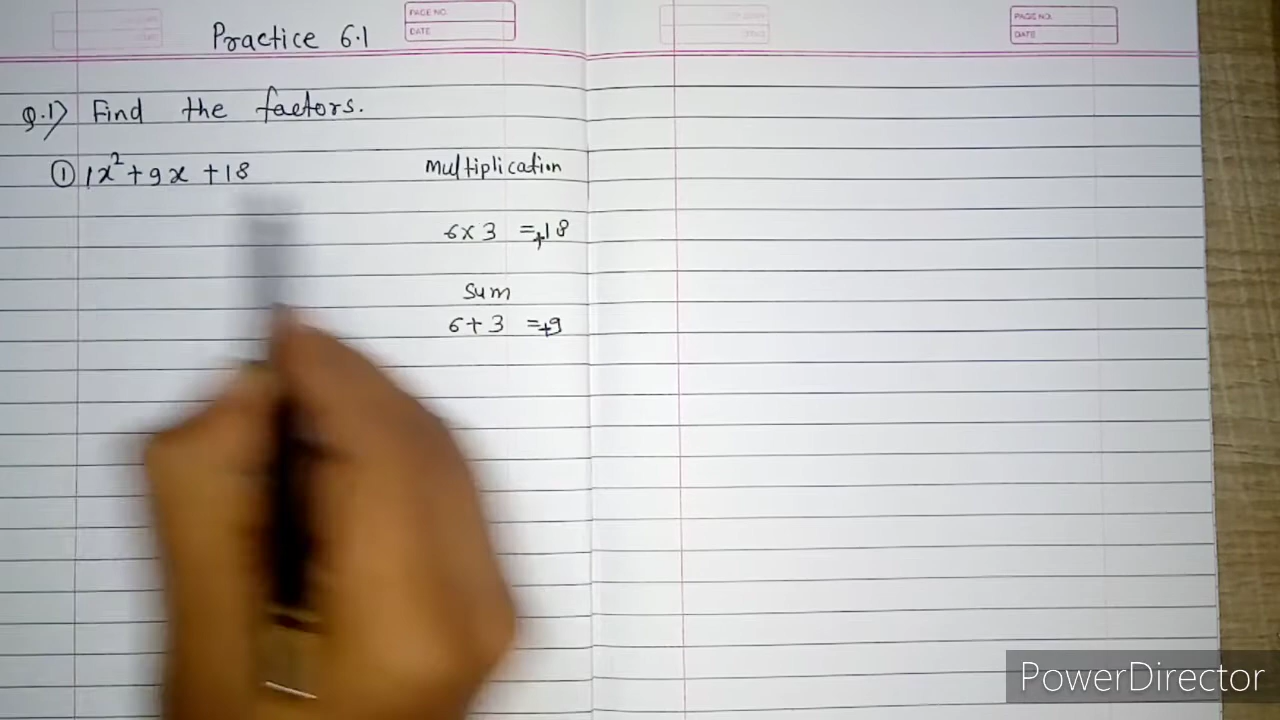 Practice 6.1
PAGE NO.
DATE
PAGE NO.
DATE
Q.1) Find the factors.
① 1x² + 9x + 18
Multiplication
6 × 3 = +18
Sum
6 + 3 = +9
PowerDirector